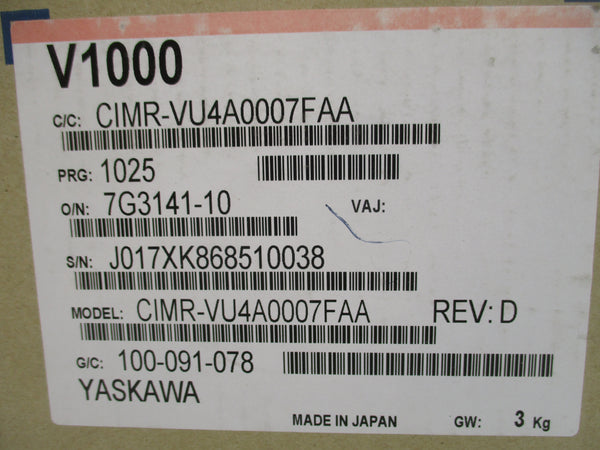 V1000
C/C: CIMR-VU4A0007FAA
PRG: 1025
O/N: 7G3141-10 VAJ:
S/N: J017XK868510038
MODEL: CIMR-VU4A0007FAA REV: D
G/C: 100-091-078
YASKAWA
MADE IN JAPAN GW: 3 Kg